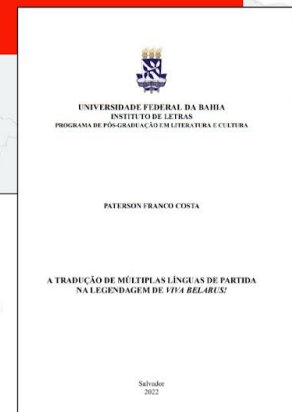 UNIVERSIDADE FEDERAL DA BAHIA
INSTITUTO DE LETRAS
PROGRAMA DE PÓS-GRADUAÇÃO EM LITERATURA E CULTURA
PATERSON FRANCO COSTA
A TRADUÇÃO DE MÚLTIPLAS LÍNGUAS DE PARTIDA
NA LEGENDAGEM DE VIVA BELARUS!
Salvador
2022